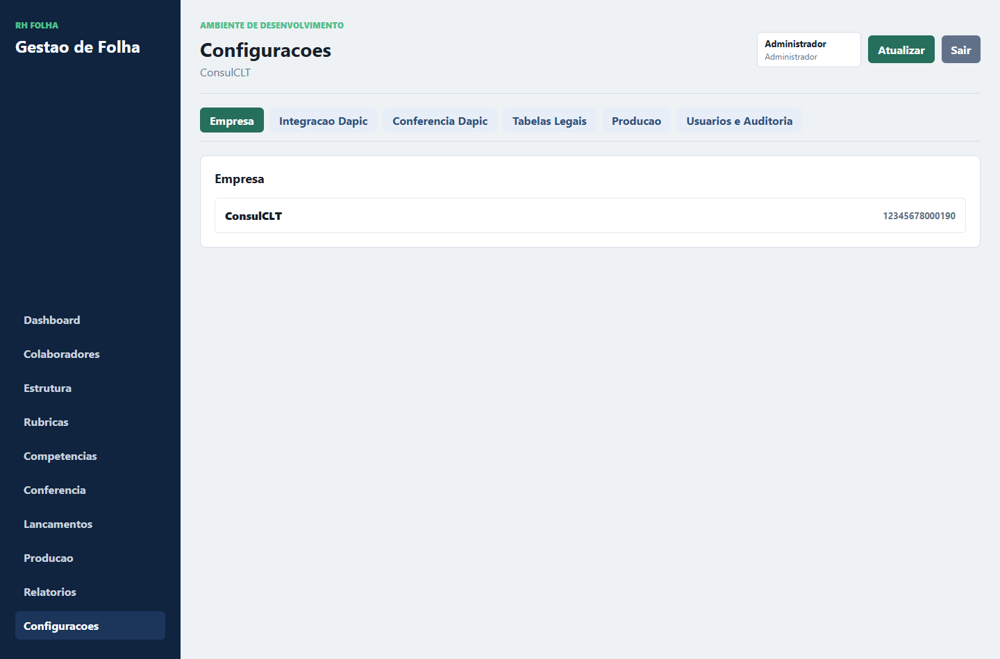 RH FOLHA
Gestao de Folha
Dashboard
Colaboradores
Estrutura
Rubricas
Competencias
Conferencia
Lancamentos
Producao
Relatorios
Configuracoes
AMBIENTE DE DESENVOLVIMENTO
Configuracoes
ConsulCLT
Administrador
Administrador
Atualizar
Sair
Empresa
Integracao Dapic
Conferencia Dapic
Tabelas Legais
Producao
Usuarios e Auditoria
Empresa
ConsulCLT
12345678000190